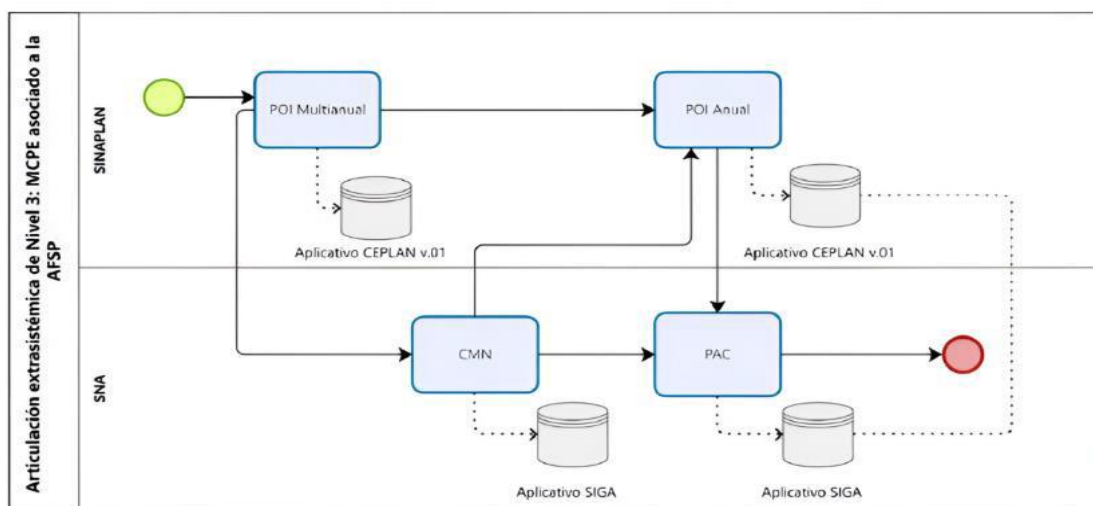 Articulación extrasistémica de Nivel 3: MCPE asociado a la
AFSP
SINAPLAN
POI Multianual
POI Anual
Aplicativo CEPLAN v.01
Aplicativo CEPLAN v.01
SNA
CMN
PAC
Aplicativo SIGA
Aplicativo SIGA